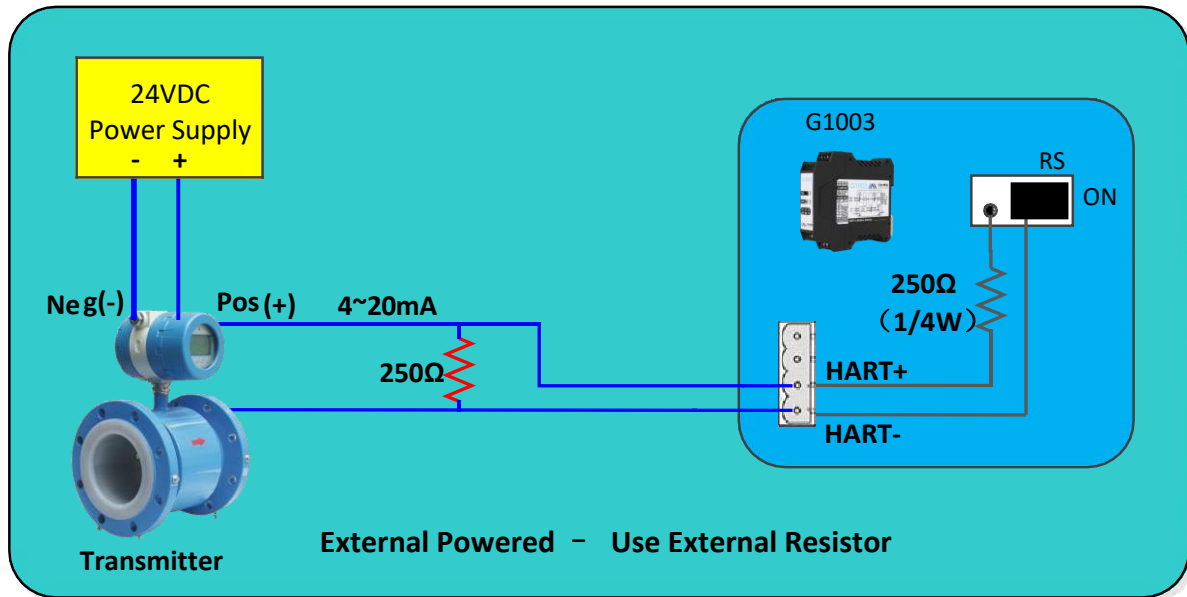 24VDC
Power Supply
- +
G1003
RS
ON
Neg(-)
Pos (+)
4~20mA
250Ω
250Ω
（1/4W）
HART+
HART-
Transmitter
External Powered – Use External Resistor